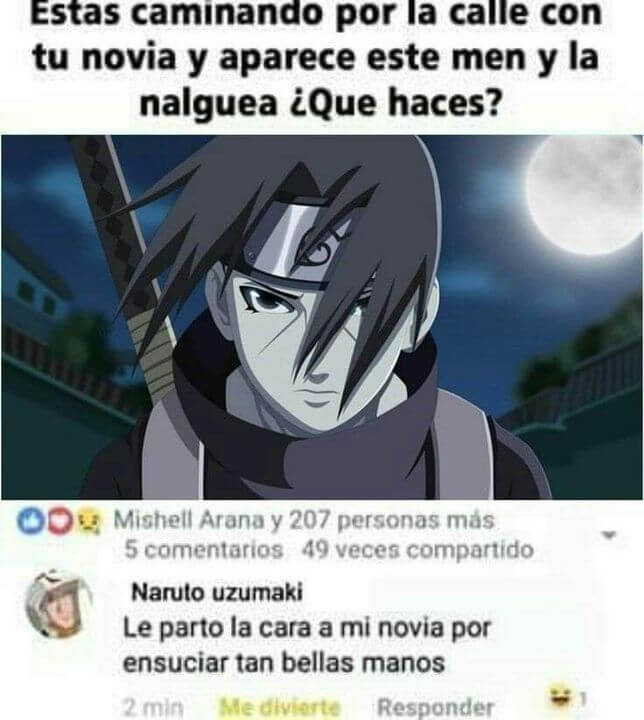 Estas caminando por la calle con
tu novia y aparece este men y la
nalguea ¿Que haces?
Mishell Arana y 207 personas más
5 comentarios 49 veces compartido
Naruto uzumaki
Le parto la cara a mi novia por
ensuciar tan bellas manos
2 min Me divierte Responder 1